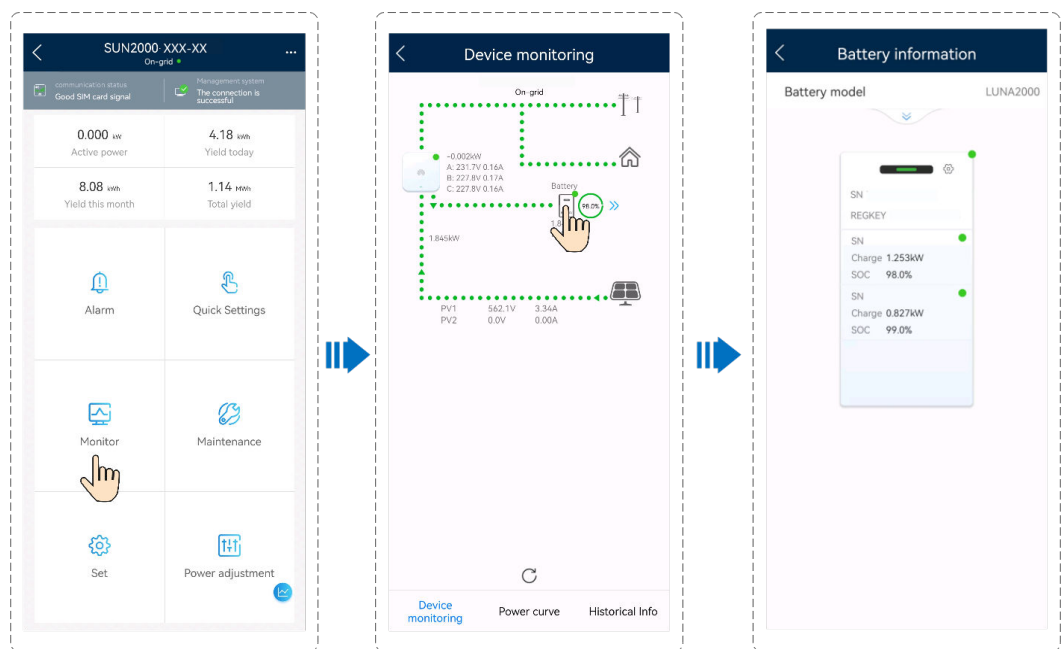 SUN2000-XXX-XX
On-grid
communication status
Good SIM card signal
Management system
The connection is
successful
0.000 kW
Active power
4.18 kWh
Yield today
8.08 kWh
Yield this month
1.14 MWh
Total yield
Alarm
Quick Settings
Monitor
Maintenance
Set
Power adjustment
Device monitoring
On-grid
-0.002kW
A: 231.7V 0.16A
B: 227.8V 0.17A
C: 227.8V 0.16A
Battery
98.0%
1.8
1.845kW
PV1 562.1V 3.34A
PV2 0.0V 0.00A
Device
monitoring
Power curve
Historical Info
Battery information
Battery model LUNA2000
SN
REGKEY
SN
Charge 1.253kW
SOC 98.0%
SN
Charge 0.827kW
SOC 99.0%